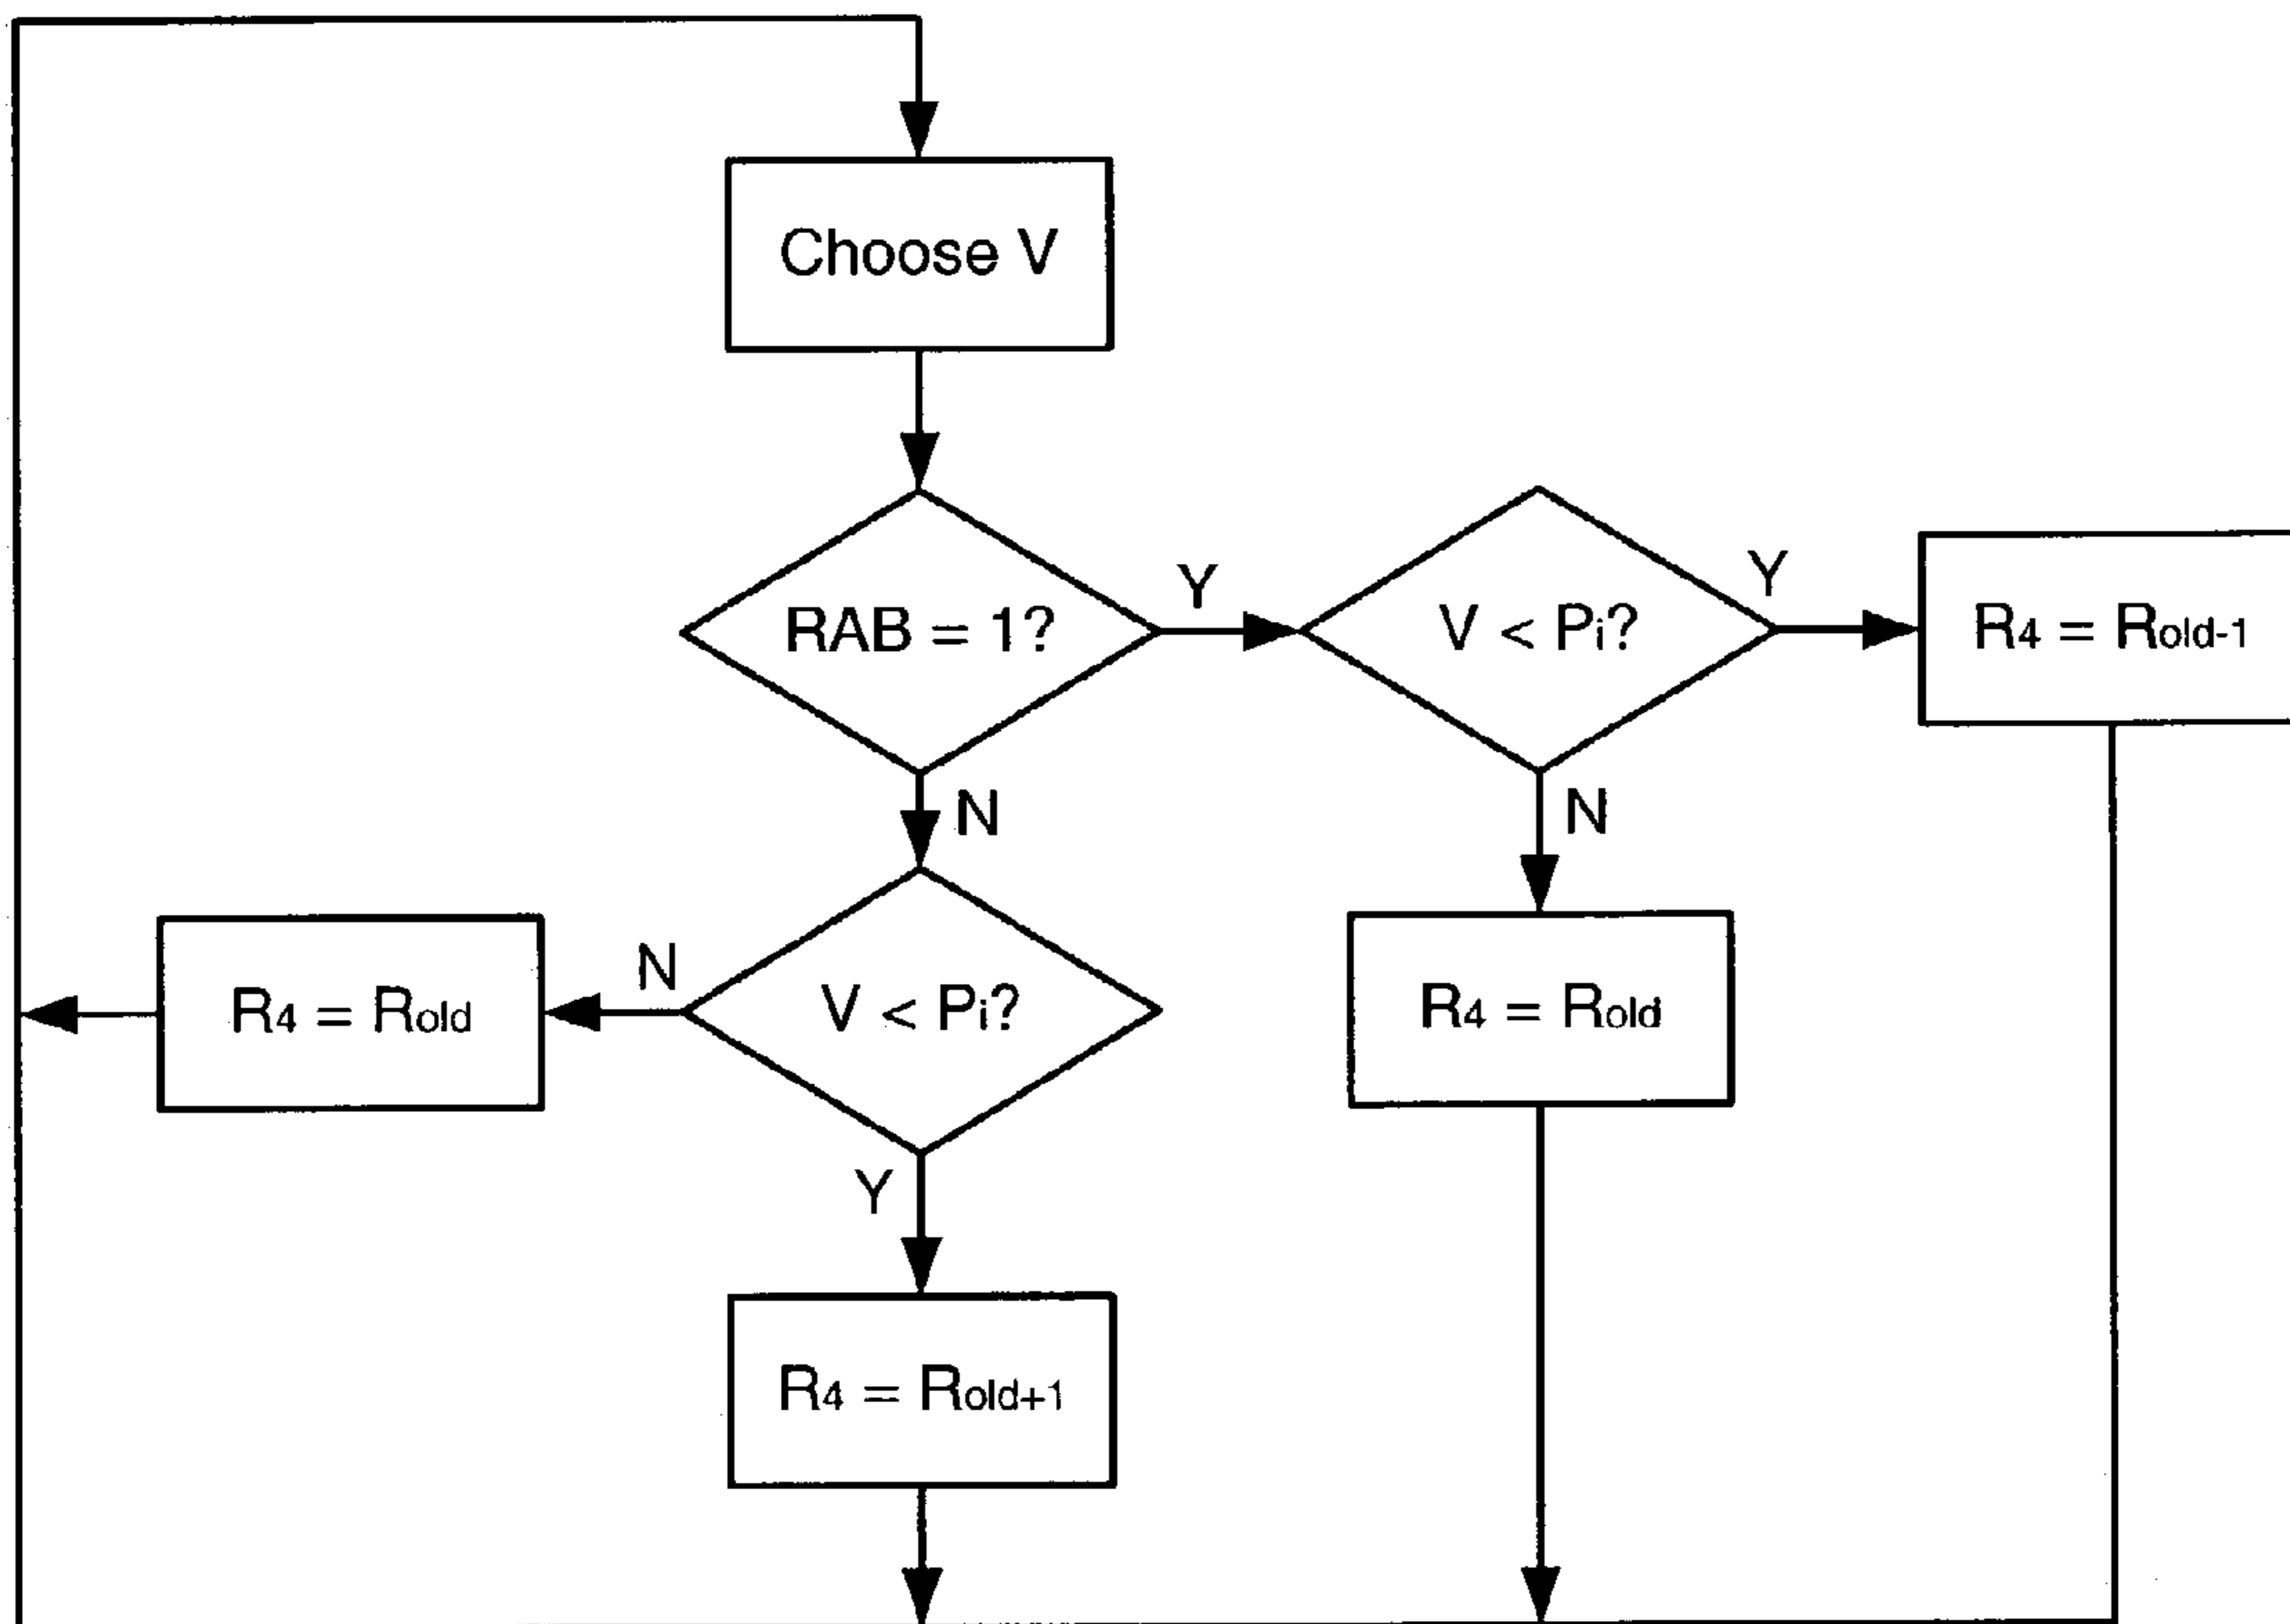 Choose V
RAB = 1?
Y
V < Pi?
Y
R4 = Rold-1
N
N
R4 = Rold
N
V < Pi?
R4 = Rold
Y
R4 = Rold+1